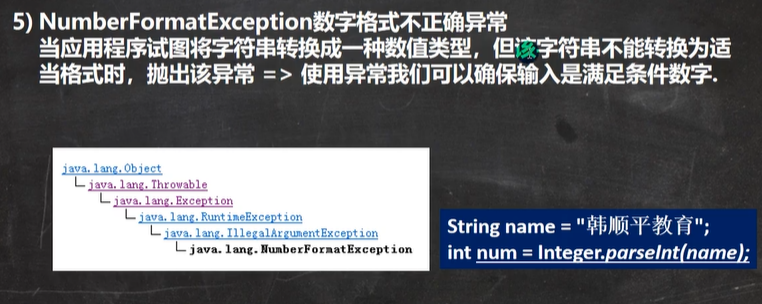 5) NumberFormatException数字格式不正确异常
当应用程序试图将字符串转换成一种数值类型，但该字符串不能转换为适
当格式时，抛出该异常 => 使用异常我们可以确保输入是满足条件数字.
java.lang.Object
java.lang.Throwable
java.lang.Exception
java.lang.RuntimeException
java.lang.IllegalArgumentException
java.lang.NumberFormatException
String name = "韩顺平教育";
int num = Integer.parseInt(name);